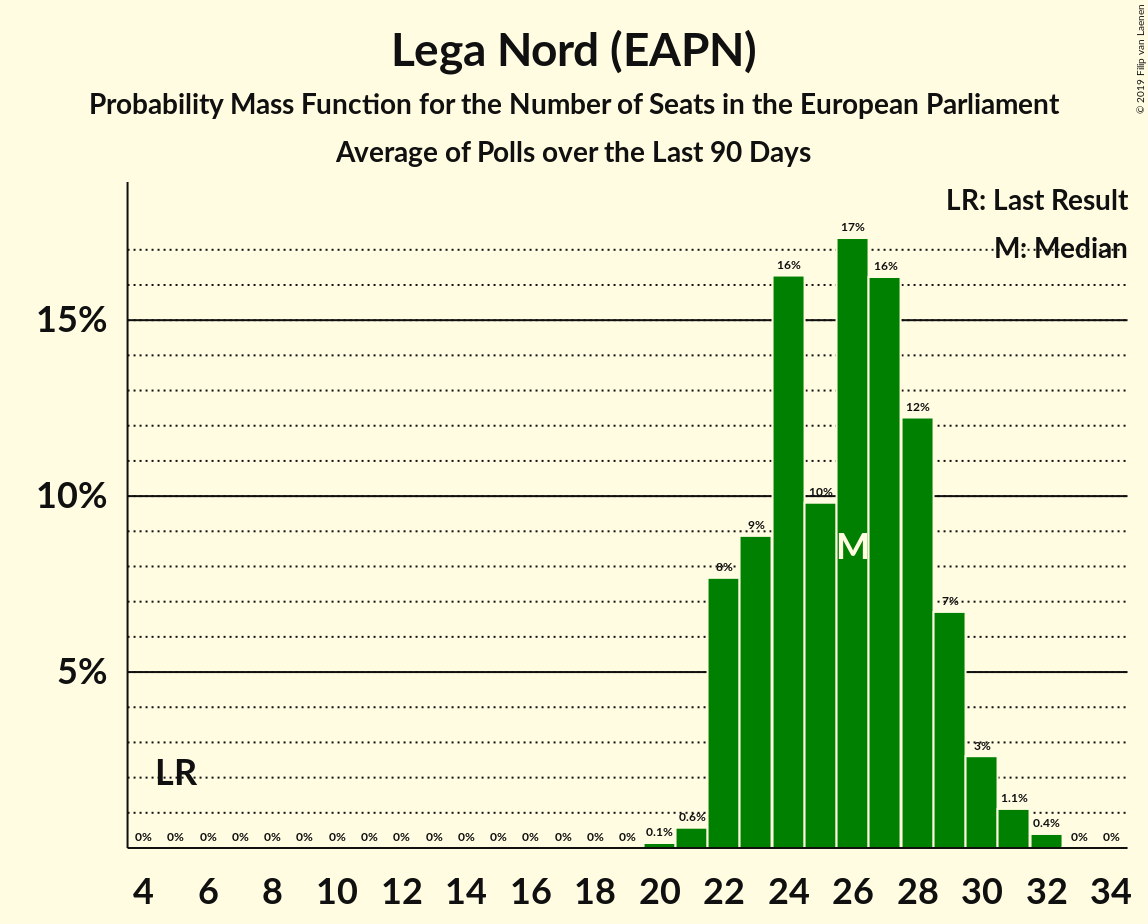 Lega Nord (EAPN)
Probability Mass Function for the Number of Seats in the European Parliament
Average of Polls over the Last 90 Days
© 2019 Filip van Laenen
LR: Last Result
M: Median
17%
16%
16%
15%
12%
10%
10%
9%
M
8%
7%
5%
3%
LR
1.1%
0.6%
0.4%
0.1%
0% 0% 0% 0% 0% 0% 0% 0% 0% 0% 0% 0% 0% 0% 0% 0% 0% 0%
4 6 8 10 12 14 16 18 20 22 24 26 28 30 32 34